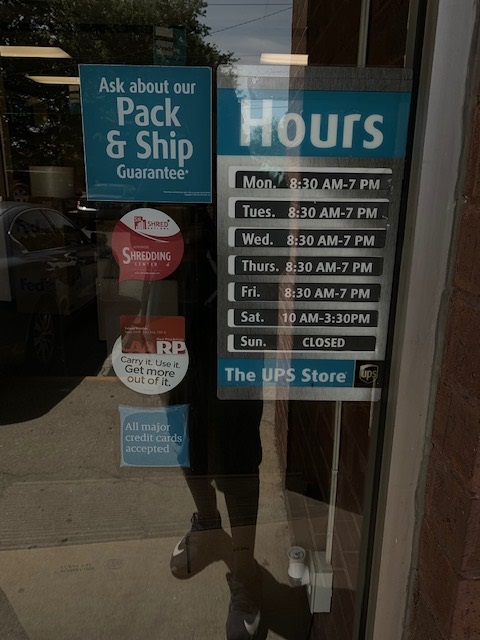 Ask about our
Pack
& Ship
Guarantee*
Hours
Mon. 8:30 AM-7 PM
Tues. 8:30 AM-7 PM
Wed. 8:30 AM-7 PM
Thurs. 8:30 AM-7 PM
Fri. 8:30 AM-7 PM
Sat. 10 AM-3:30PM
Sun. CLOSED
The UPS Store
ups
SHRED
SHREDDING
CENTER
AARP
Carry it. Use it.
Get more
out of it.
All major
credit cards
accepted
FedEx